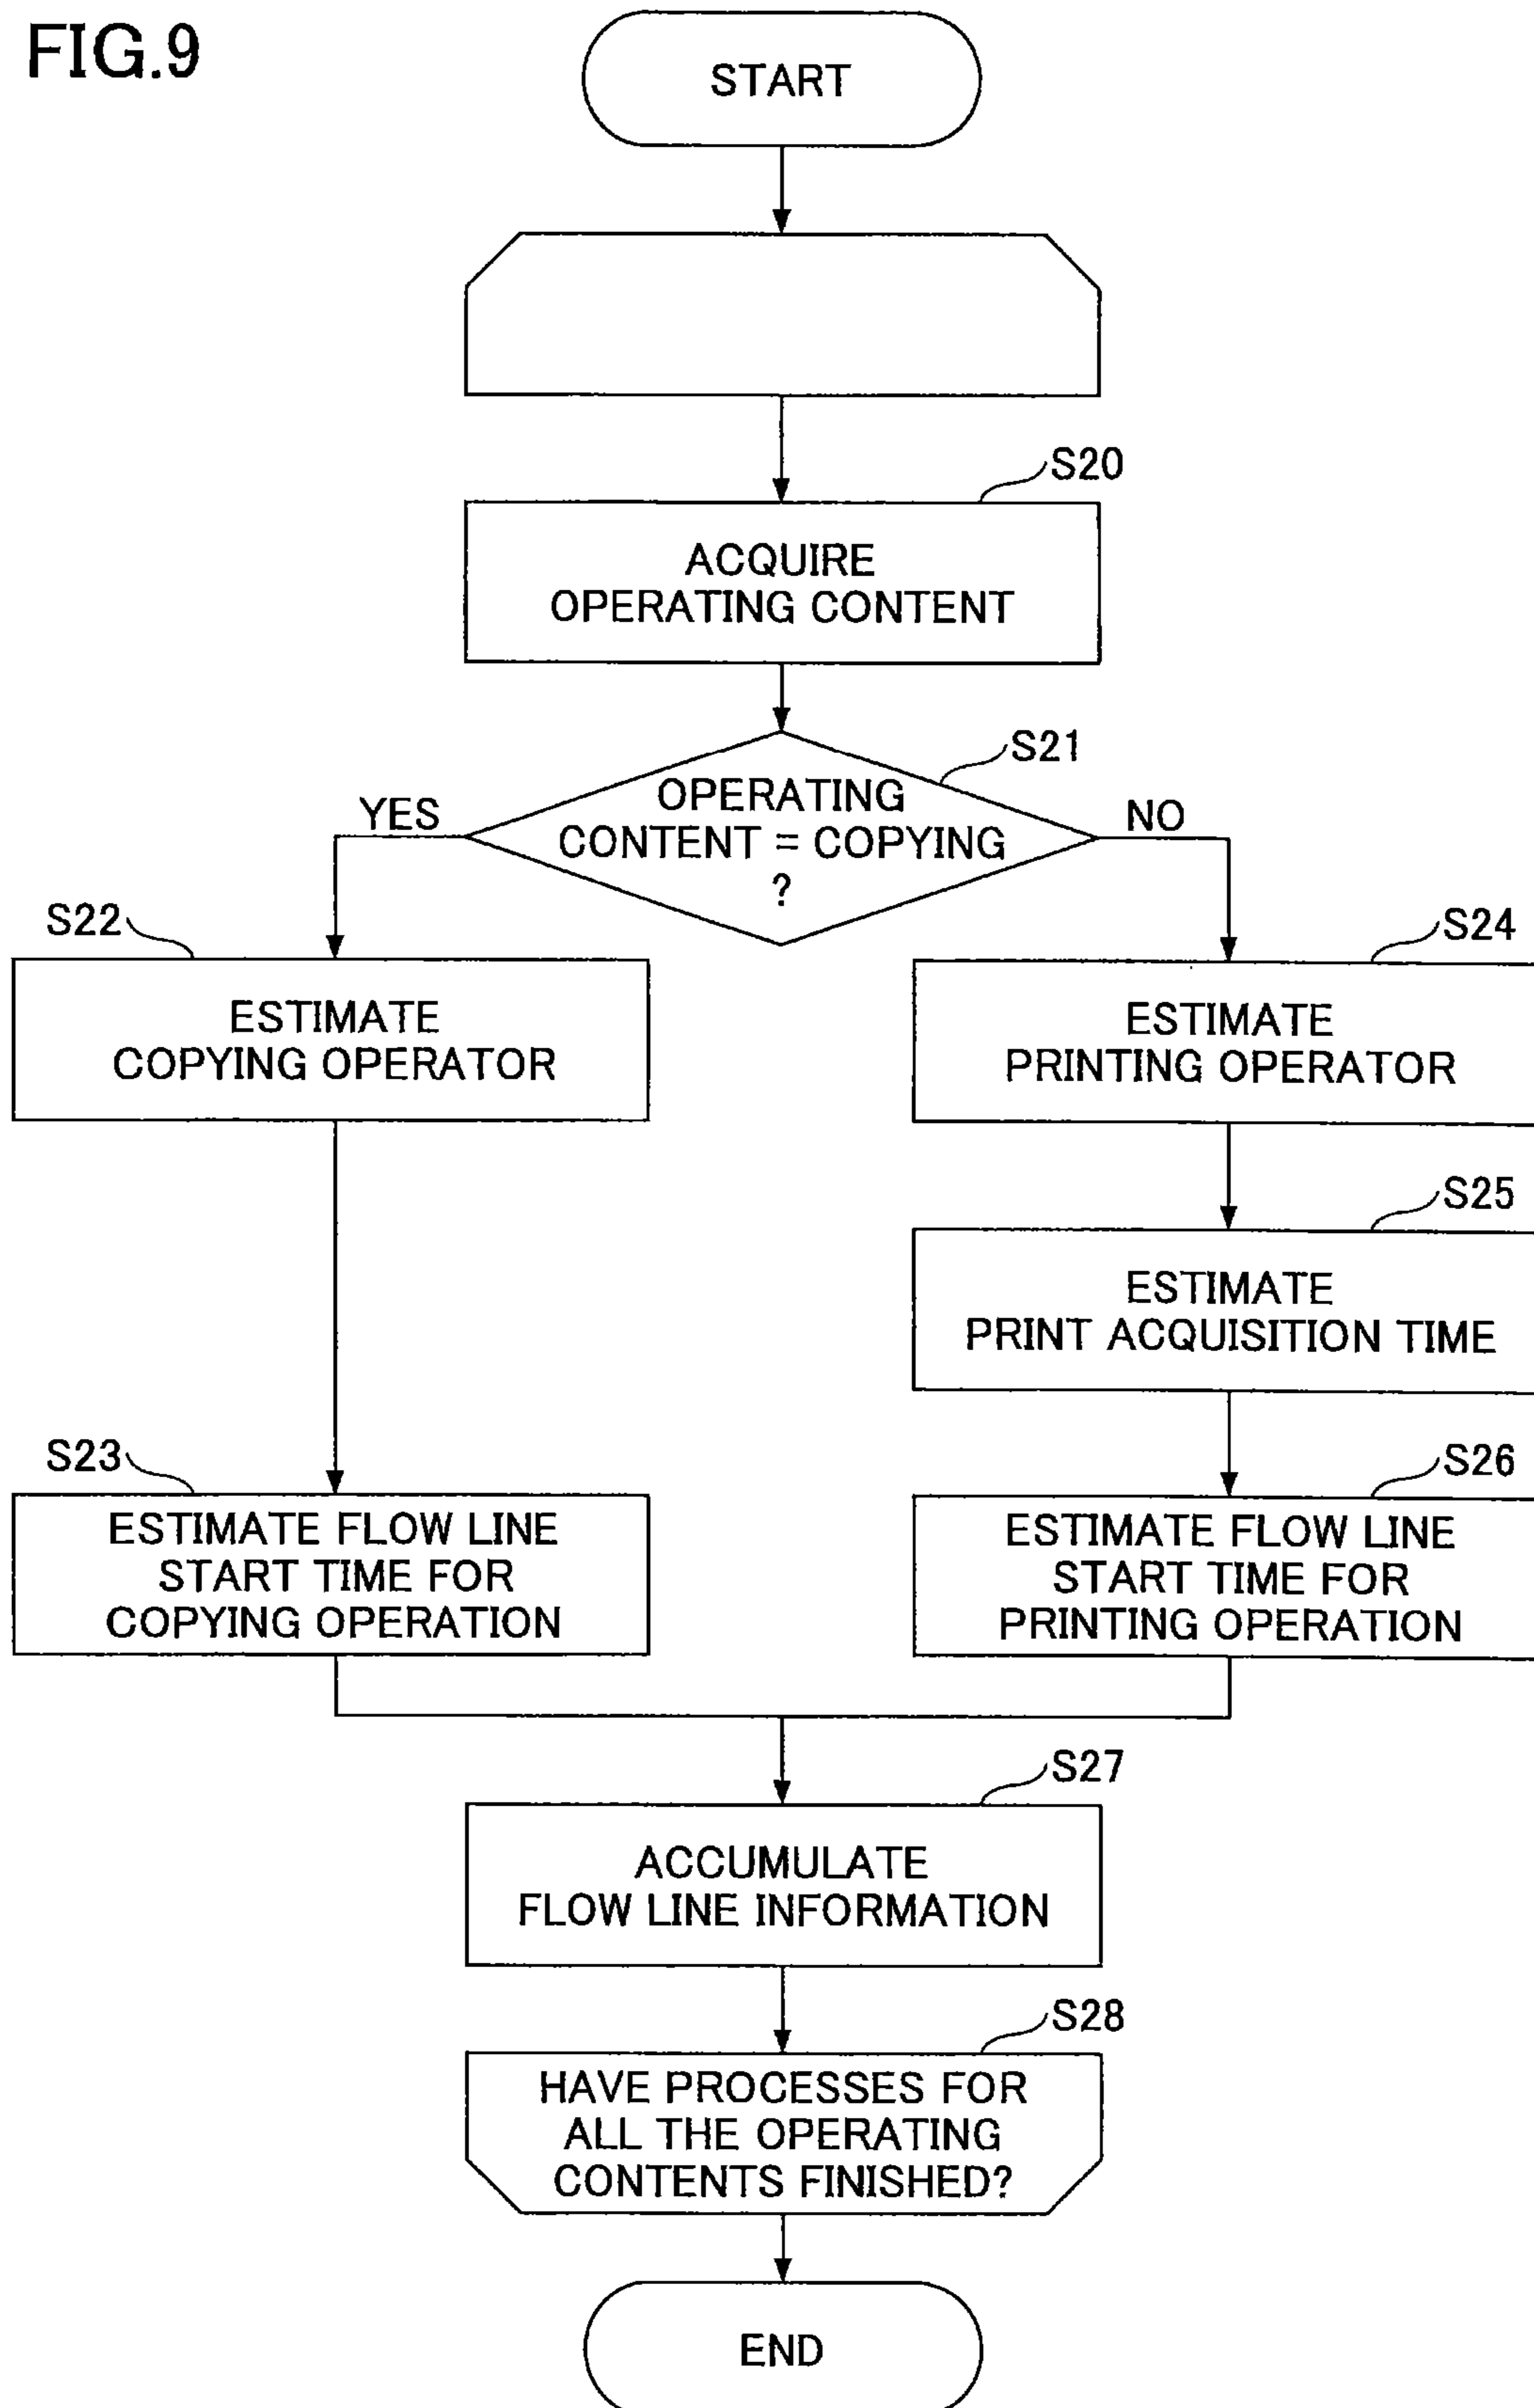 FIG.9
START
S20
ACQUIRE
OPERATING CONTENT
S21
OPERATING
CONTENT = COPYING
?
YES
NO
S22
ESTIMATE
COPYING OPERATOR
S24
ESTIMATE
PRINTING OPERATOR
S25
ESTIMATE
PRINT ACQUISITION TIME
S23
ESTIMATE FLOW LINE
START TIME FOR
COPYING OPERATION
S26
ESTIMATE FLOW LINE
START TIME FOR
PRINTING OPERATION
S27
ACCUMULATE
FLOW LINE INFORMATION
S28
HAVE PROCESSES FOR
ALL THE OPERATING
CONTENTS FINISHED?
END